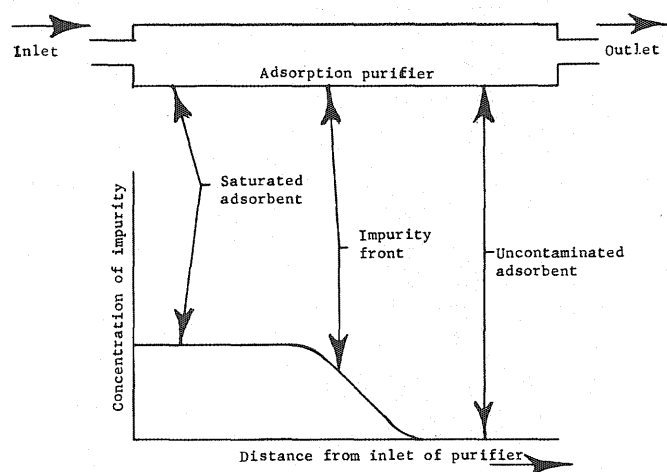 Inlet
Outlet
Adsorption purifier
Saturated
adsorbent
Impurity
front
Uncontaminated
adsorbent
Concentration of impurity
Distance from inlet of purifier